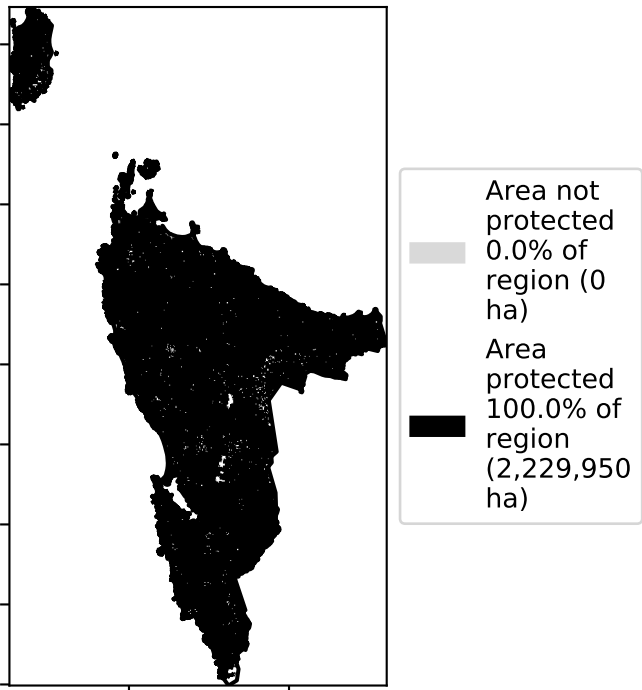 Area not
protected
0.0% of
region (0
ha)
Area
protected
100.0% of
region
(2,229,950
ha)